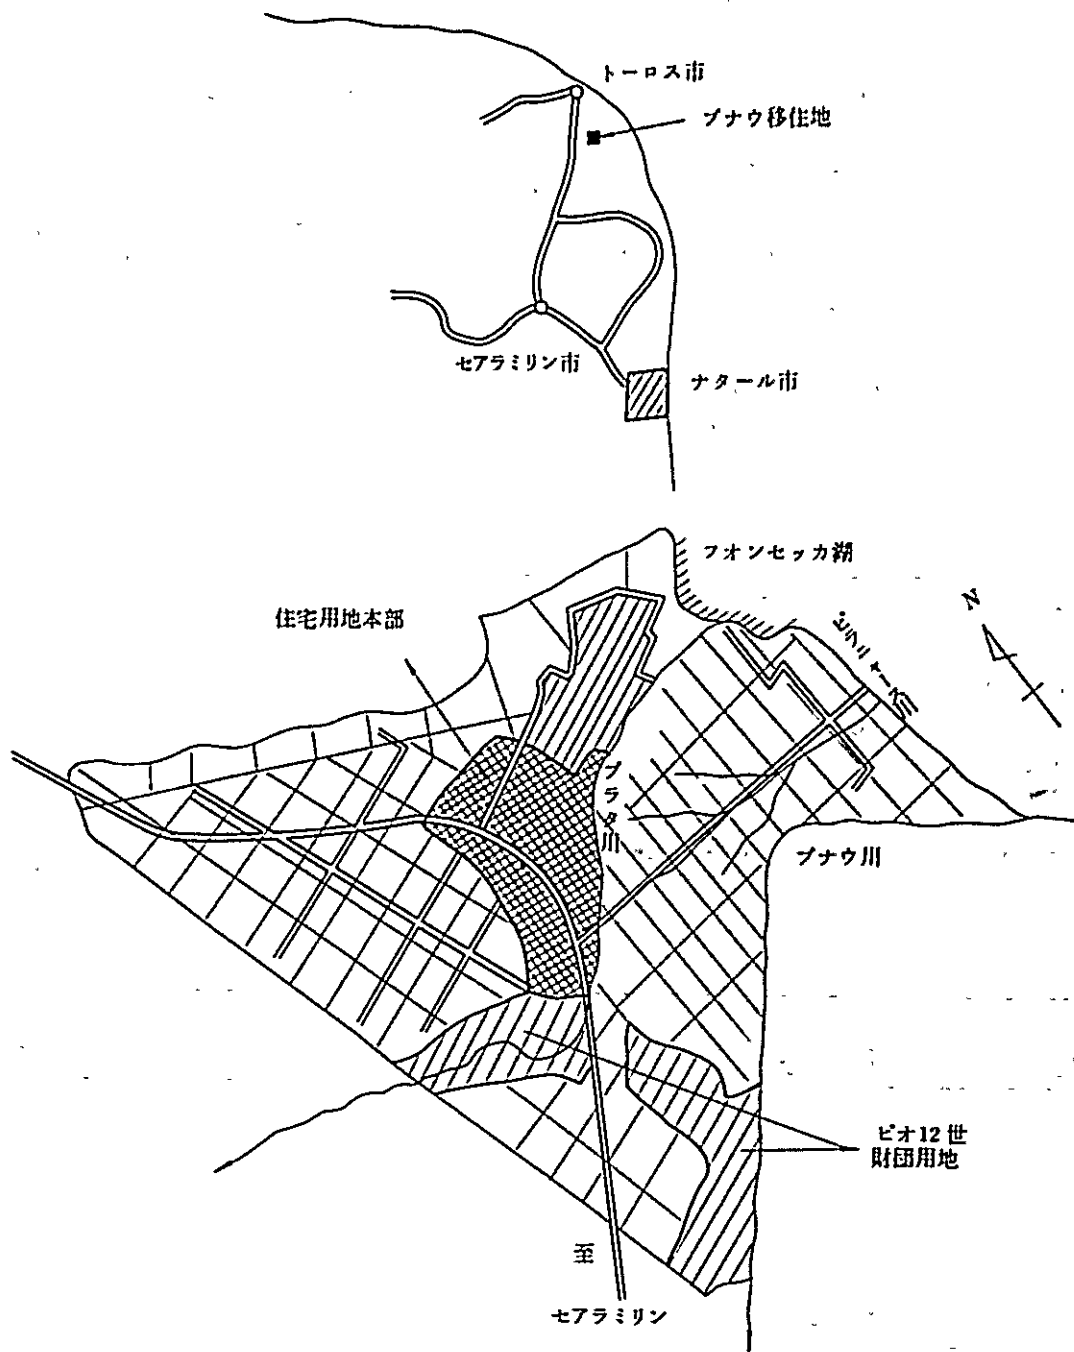 トーロス市
プナウ移住地
セアラミリン市
ナタール市
フオンセッカ湖
住宅用地本部
N
プラタ川
プナウ川
ピオ12世
財団用地
至
セアラミリン